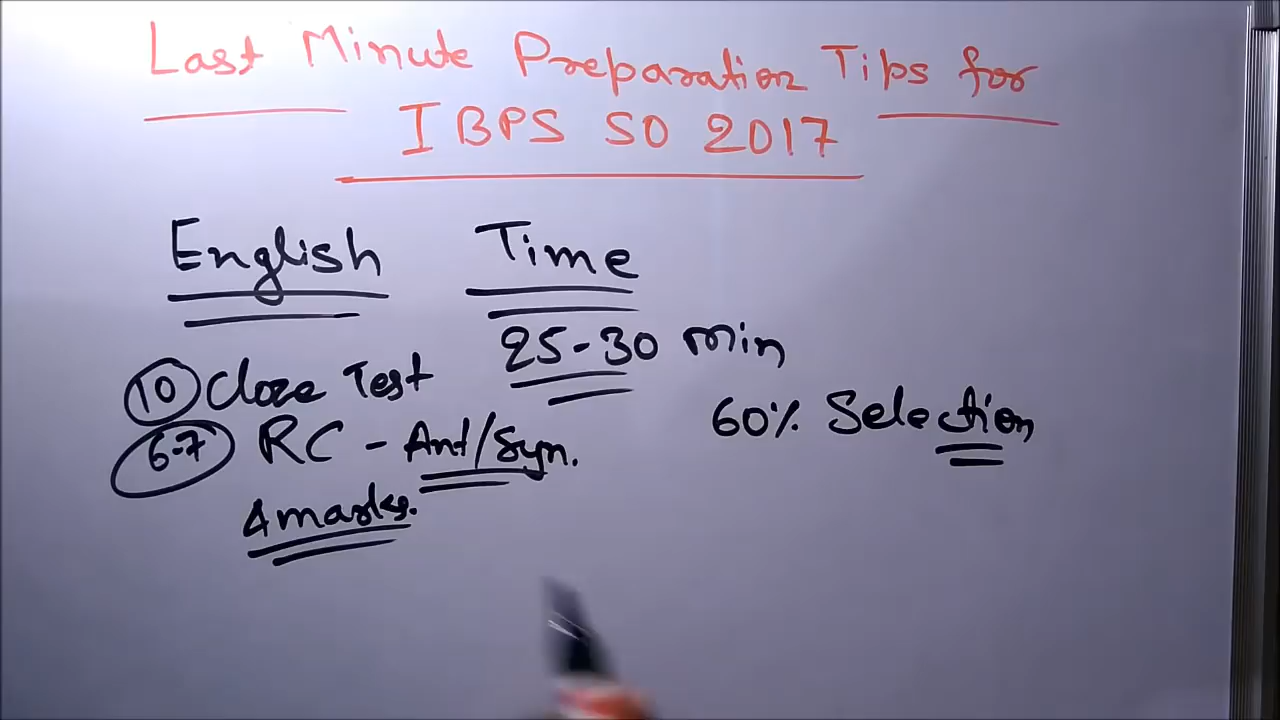 Last Minute Preparation Tips for
IBPS SO 2017
English Time
25-30 Min
10 Cloze Test
60% Selection
6-7 RC - Ant/Syn.
4 marks.